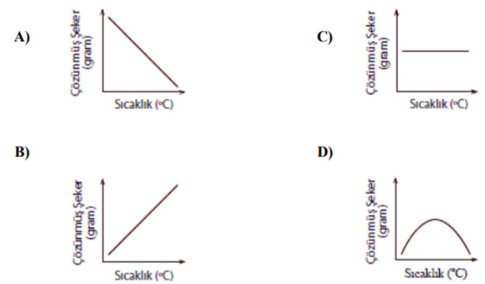 A)
Çözünmüş Şeker
(gram)
Sıcaklık (ºC)
B)
Çözünmüş Şeker
(gram)
Sıcaklık (ºC)
C)
Çözünmüş Şeker
(gram)
Sıcaklık (ºC)
D)
Çözünmüş Şeker
(gram)
Sıcaklık (°C)